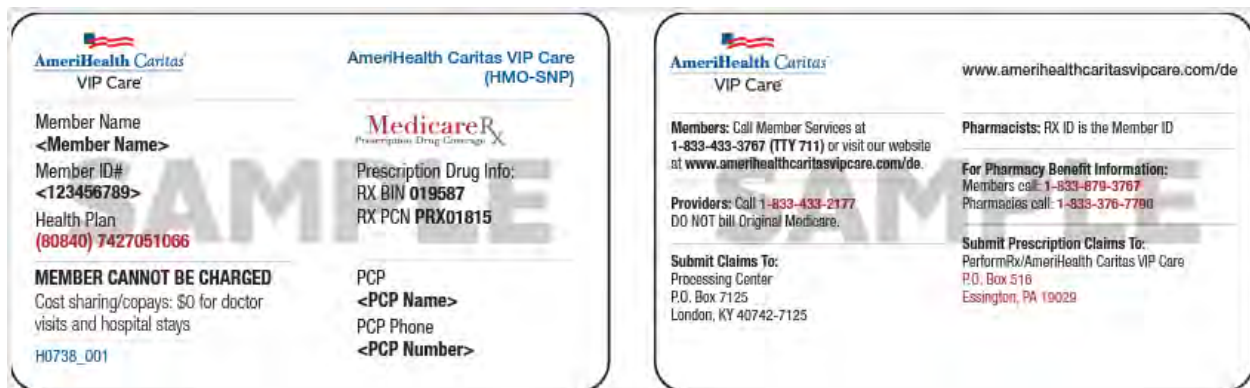 AmeriHealth Caritas
VIP Care
AmeriHealth Caritas VIP Care
(HMO-SNP)
Member Name
<Member Name>
Member ID#
<123456789>
Health Plan
(80840) 7427051066
MEMBER CANNOT BE CHARGED
Cost sharing/copays: $0 for doctor
visits and hospital stays
H0738_001
MedicareRx
Prescription Drug Coverage
Prescription Drug Info:
RX BIN 019587
RX PCN PRX01815
PCP
<PCP Name>
PCP Phone
<PCP Number>
SAMPLE
AmeriHealth Caritas
VIP Care
www.amerihealthcaritasvipcare.com/de
Members: Call Member Services at
1-833-433-3767 (TTY 711) or visit our website
at www.amerihealthcaritasvipcare.com/de.
Providers: Call 1-833-433-2177
DO NOT bill Original Medicare.
Submit Claims To:
Processing Center
P.O. Box 7125
London, KY 40742-7125
Pharmacists: RX ID is the Member ID
For Pharmacy Benefit Information:
Members call: 1-833-879-3767
Pharmacies call: 1-833-376-7790
Submit Prescription Claims To:
PerformRx/AmeriHealth Caritas VIP Care
P.O. Box 516
Essington, PA 19029
SAMPLE